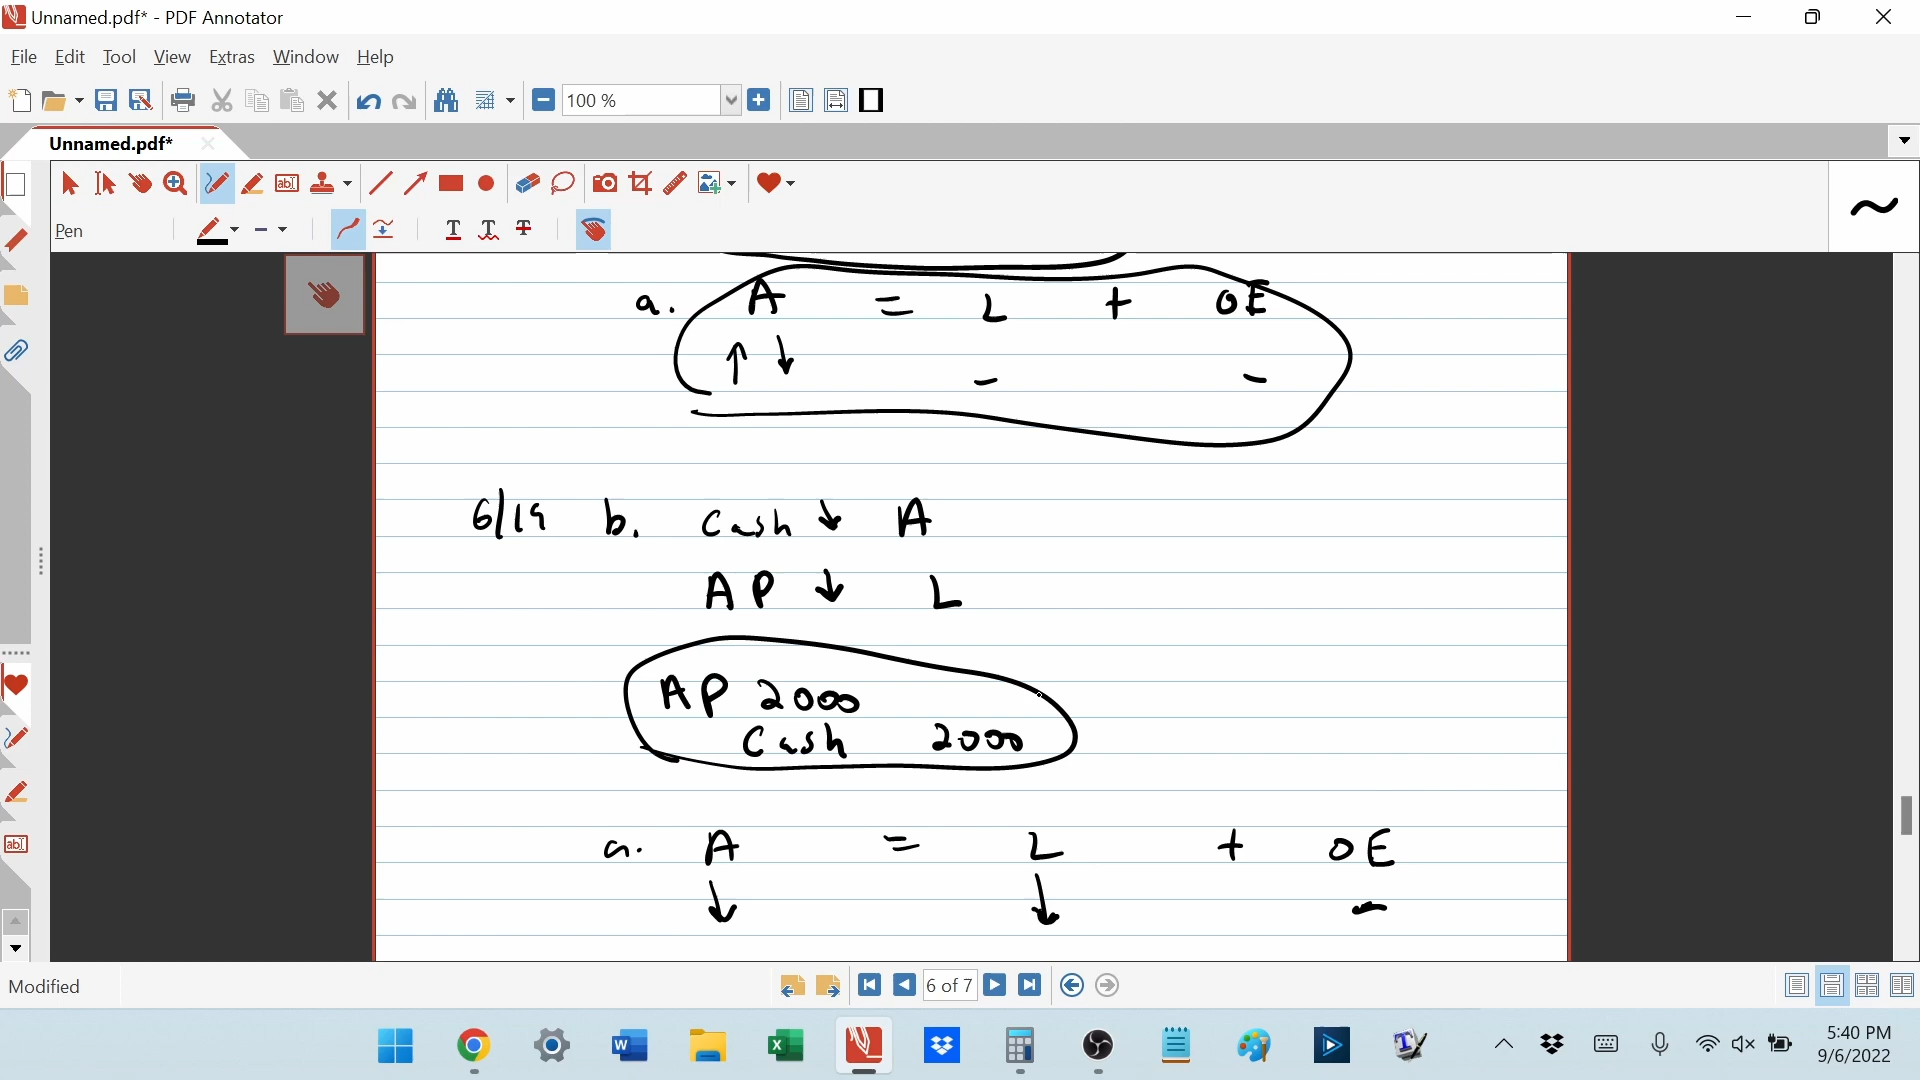 Unnamed.pdf* - PDF Annotator
File Edit Tool View Extras Window Help
100 %
Unnamed.pdf*
Pen
a. A = L + OE
↑ ↓ - -
6/19 b. Cash ↓ A
AP ↓ L
AP 2000
Cash 2000
a. A = L + OE
↓ ↓ -
6 of 7
Modified
5:40 PM
9/6/2022